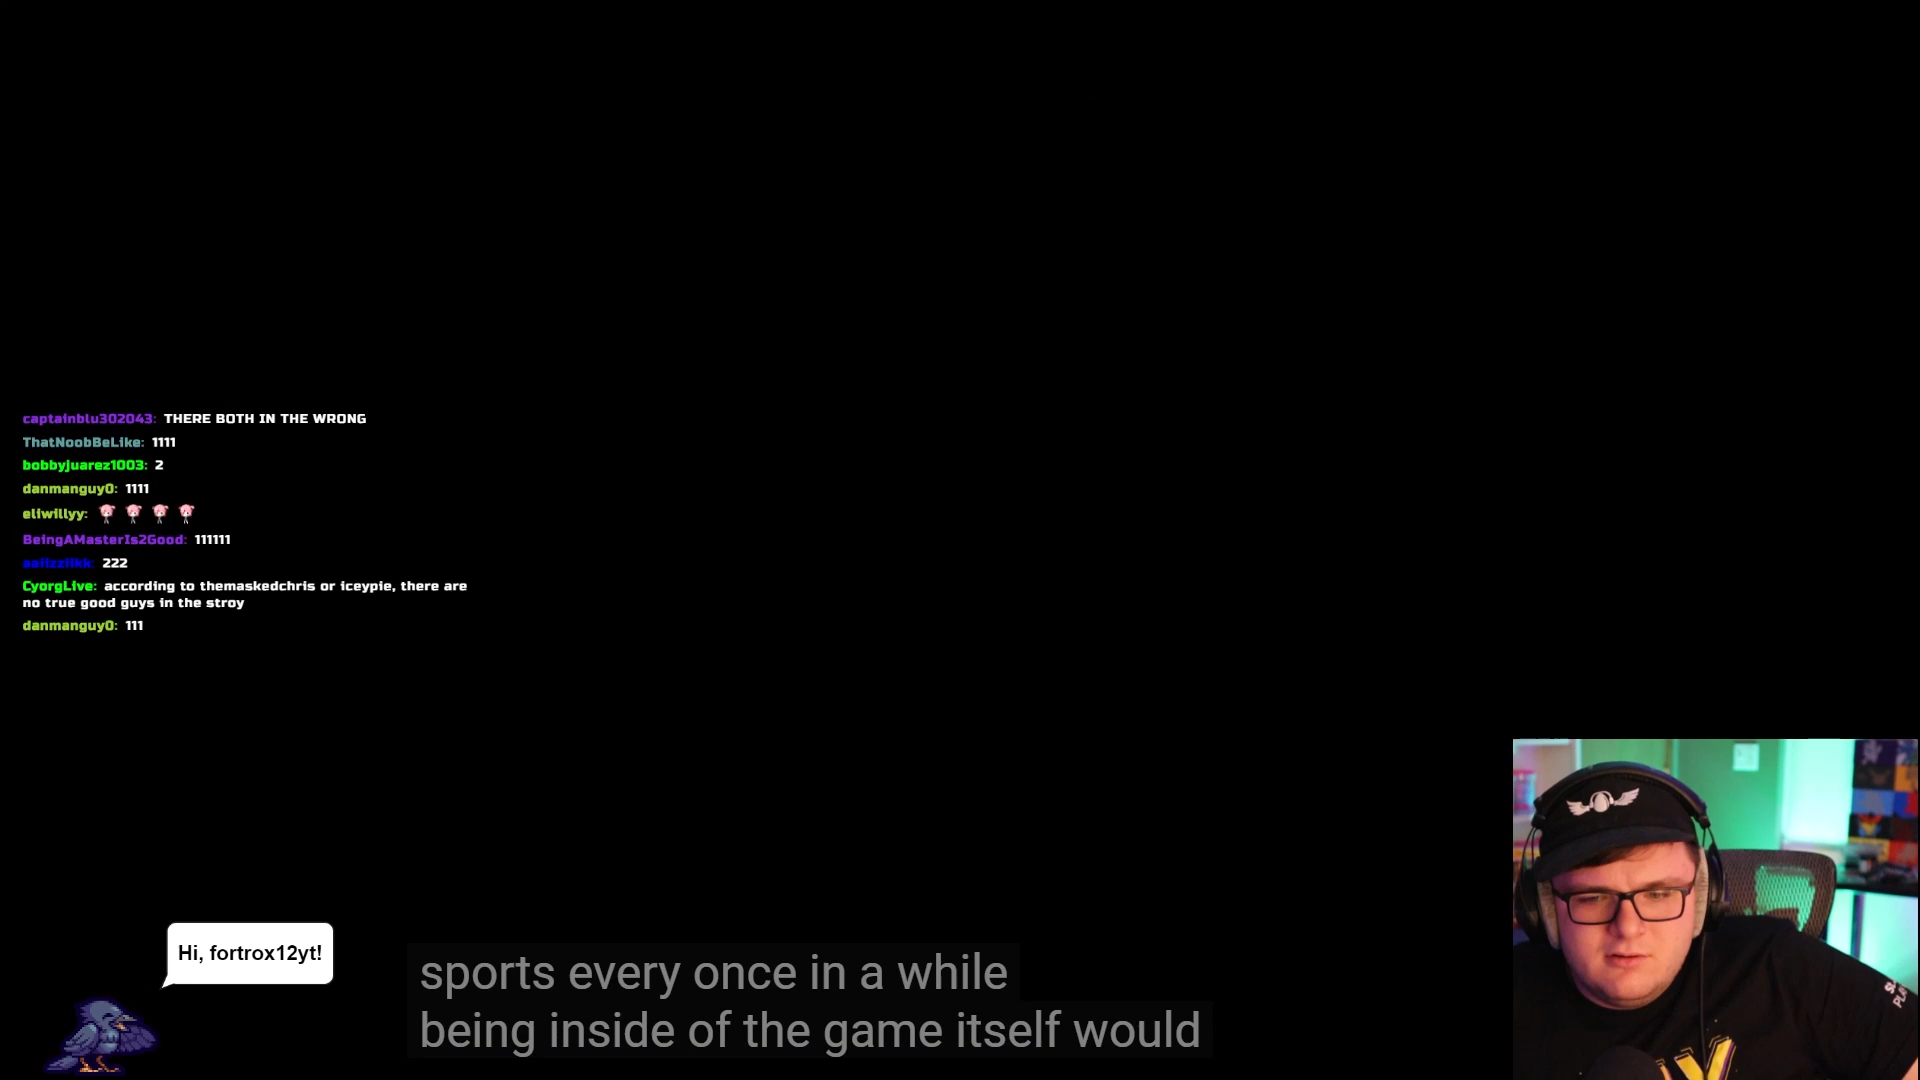 captainblu302043: THERE BOTH IN THE WRONG
ThatNoobBeLike: 1111
bobbyjuarez1003: 2
danmanguy0: 1111
eliwillyy:
BeingAMasterIs2Good: 111111
222
CyorgLive: according to themaskedchris or iceypie, there are
no true good guys in the stroy
danmanguy0: 111
Hi, fortrox12yt!
sports every once in a while
being inside of the game itself would